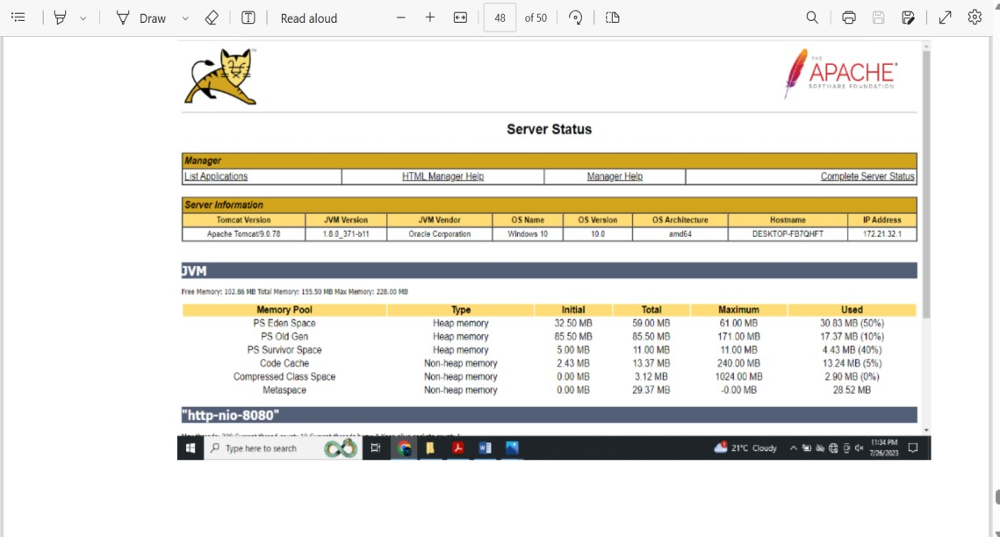 Draw Read aloud 48 of 50
THE
APACHE
SOFTWARE FOUNDATION
Server Status
Manager
List Applications HTML Manager Help Manager Help Complete Server Status
Server Information
Tomcat Version JVM Version JVM Vendor OS Name OS Version OS Architecture Hostname IP Address
Apache Tomcat/9.0.78 1.8.0_371-b11 Oracle Corporation Windows 10 10.0 amd64 DESKTOP-FB7QHFT 172.21.32.1
JVM
Free Memory: 102.86 MB Total Memory: 155.50 MB Max Memory: 228.00 MB
Memory Pool Type Initial Total Maximum Used
PS Eden Space Heap memory 32.50 MB 59.00 MB 61.00 MB 30.83 MB (50%)
PS Old Gen Heap memory 85.50 MB 85.50 MB 171.00 MB 17.37 MB (10%)
PS Survivor Space Heap memory 5.00 MB 11.00 MB 11.00 MB 4.43 MB (40%)
Code Cache Non-heap memory 2.43 MB 13.37 MB 240.00 MB 13.24 MB (5%)
Compressed Class Space Non-heap memory 0.00 MB 3.12 MB 1024.00 MB 2.90 MB (0%)
Metaspace Non-heap memory 0.00 MB 29.37 MB -0.00 MB 28.52 MB
"http-nio-8080"
Type here to search 21°C Cloudy 11:34 PM
7/26/2023